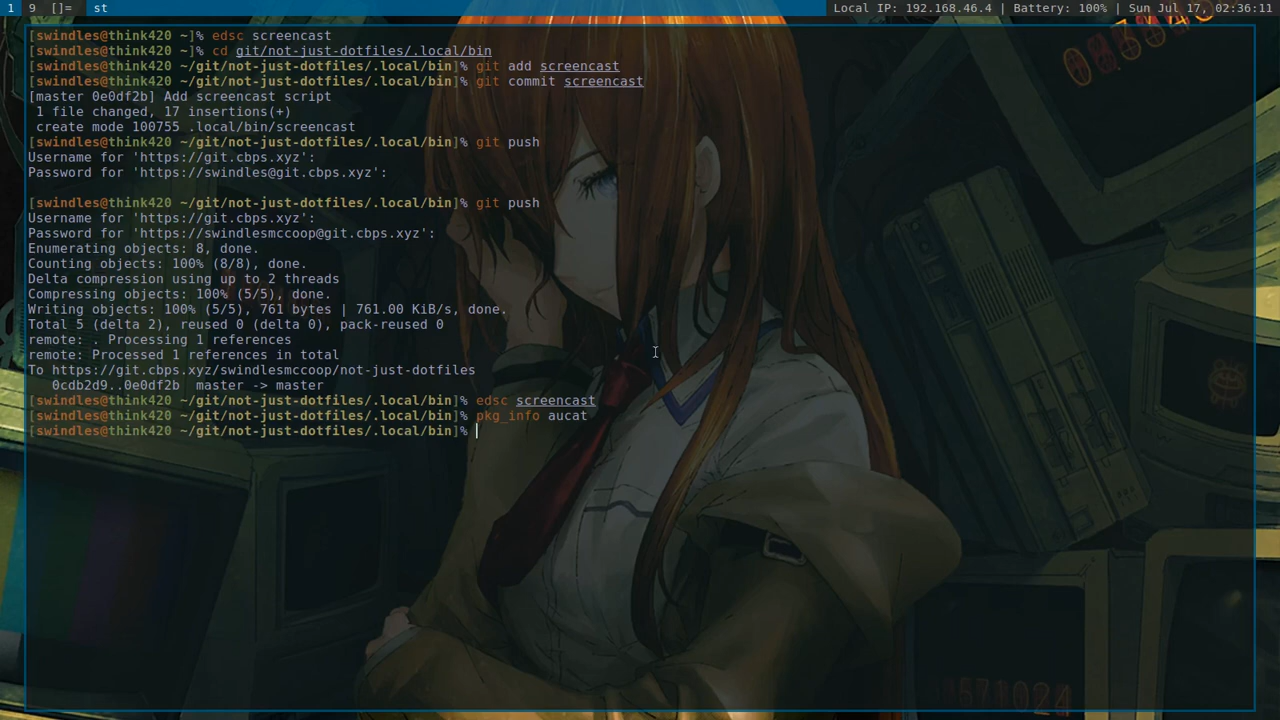 1 9 []= st Local IP: 192.168.46.4 | Battery: 100% | Sun Jul 17, 02:36:11
[swindles@think420 ~]% edsc screencast
[swindles@think420 ~]% cd git/not-just-dotfiles/.local/bin
[swindles@think420 ~/git/not-just-dotfiles/.local/bin]% git add screencast
[swindles@think420 ~/git/not-just-dotfiles/.local/bin]% git commit screencast
[master 0e0df2b] Add screencast script
 1 file changed, 17 insertions(+)
 create mode 100755 .local/bin/screencast
[swindles@think420 ~/git/not-just-dotfiles/.local/bin]% git push
Username for 'https://git.cbps.xyz':
Password for 'https://swindles@git.cbps.xyz':
[swindles@think420 ~/git/not-just-dotfiles/.local/bin]% git push
Username for 'https://git.cbps.xyz':
Password for 'https://swindlesmccoop@git.cbps.xyz':
Enumerating objects: 8, done.
Counting objects: 100% (8/8), done.
Delta compression using up to 2 threads
Compressing objects: 100% (5/5), done.
Writing objects: 100% (5/5), 761 bytes | 761.00 KiB/s, done.
Total 5 (delta 2), reused 0 (delta 0), pack-reused 0
remote: . Processing 1 references
remote: Processed 1 references in total
To https://git.cbps.xyz/swindlesmccoop/not-just-dotfiles
   0cdb2d9..0e0df2b  master -> master
[swindles@think420 ~/git/not-just-dotfiles/.local/bin]% edsc screencast
[swindles@think420 ~/git/not-just-dotfiles/.local/bin]% pkg_info aucat
[swindles@think420 ~/git/not-just-dotfiles/.local/bin]%
571024